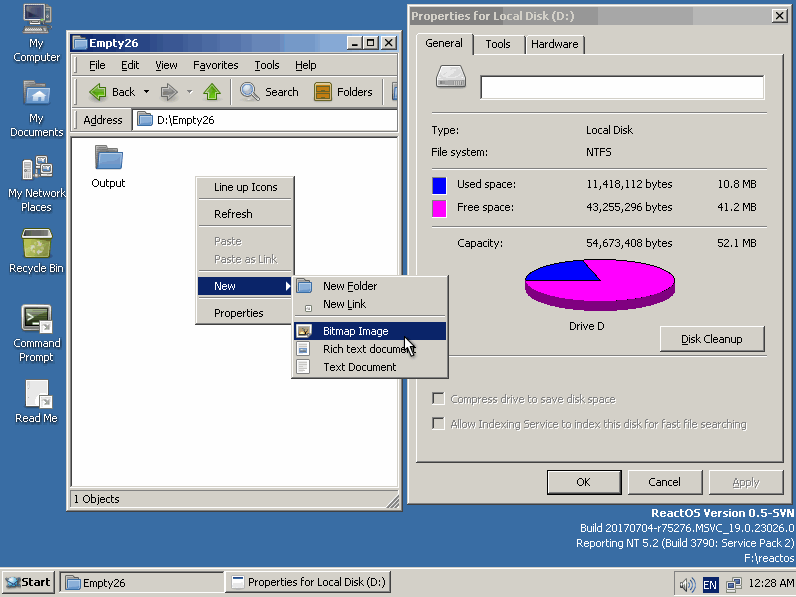 My
Computer
My
Documents
My Network
Places
Recycle Bin
Command
Prompt
Read Me
Empty26
File Edit View Favorites Tools Help
Back Search Folders
Address D:\Empty26
Output
Line up Icons
Refresh
Paste
Paste as Link
New
Properties
New Folder
New Link
Bitmap Image
Rich text document
Text Document
1 Objects
Properties for Local Disk (D:)
General Tools Hardware
Type: Local Disk
File system: NTFS
Used space: 11,418,112 bytes 10.8 MB
Free space: 43,255,296 bytes 41.2 MB
Capacity: 54,673,408 bytes 52.1 MB
Drive D
Disk Cleanup
Compress drive to save disk space
Allow Indexing Service to index this disk for fast file searching
OK Cancel Apply
ReactOS Version 0.5-SVN
Build 20170704-r75276.MSVC_19.0.23026.0
Reporting NT 5.2 (Build 3790: Service Pack 2)
F:\reactos
Start Empty26 Properties for Local Disk (D:) EN 12:28 AM